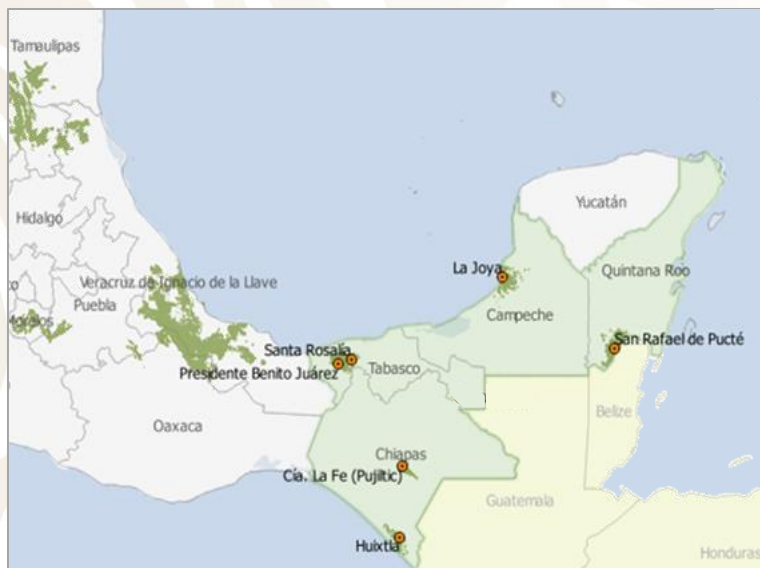 Tamaulipas
Hidalgo
Yucatán
La Joya
Quintana Roo
Veracruz de Ignacio de la Llave
Puebla
Campeche
Morelos
San Rafael de Pucté
Santa Rosalía
Tabasco
Presidente Benito Juárez
Belize
Oaxaca
Chiapas
Cía. La Fe (Pujiltic)
Guatemala
Huixtla
Honduras